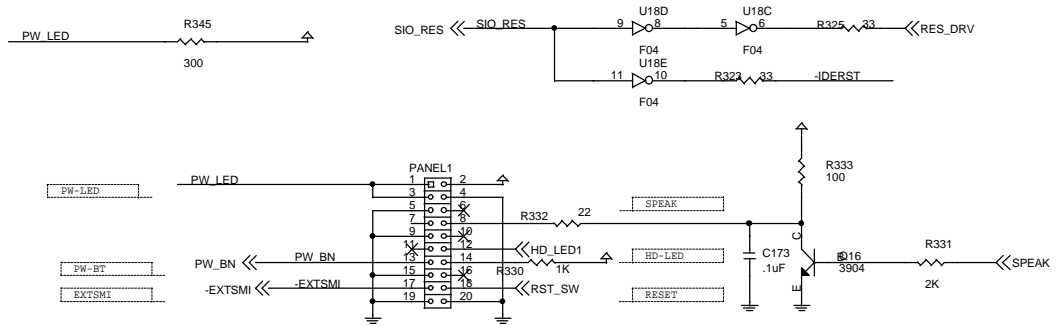 R345
PW_LED
300
U18D U18C
SIO_RES SIO_RES 9 8 5 6 R325 33 RES_DRV
F04 F04
U18E
11 10 R323 33 -IDERST
F04
R333
100
PANEL1
PW_LED 1 2
PW-LED 3 4
SPEAK
5 6
7 8 R332 22
9 10
C
11 12 HD_LED1
C173
.1uF
HD-LED
B Q16
3904
R331
2K
SPEAK
PW-BT PW_BN PW_BN 13 14 R330 1K
15 16
E
EXTSMI -EXTSMI -EXTSMI 17 18 RST_SW
RESET
19 20